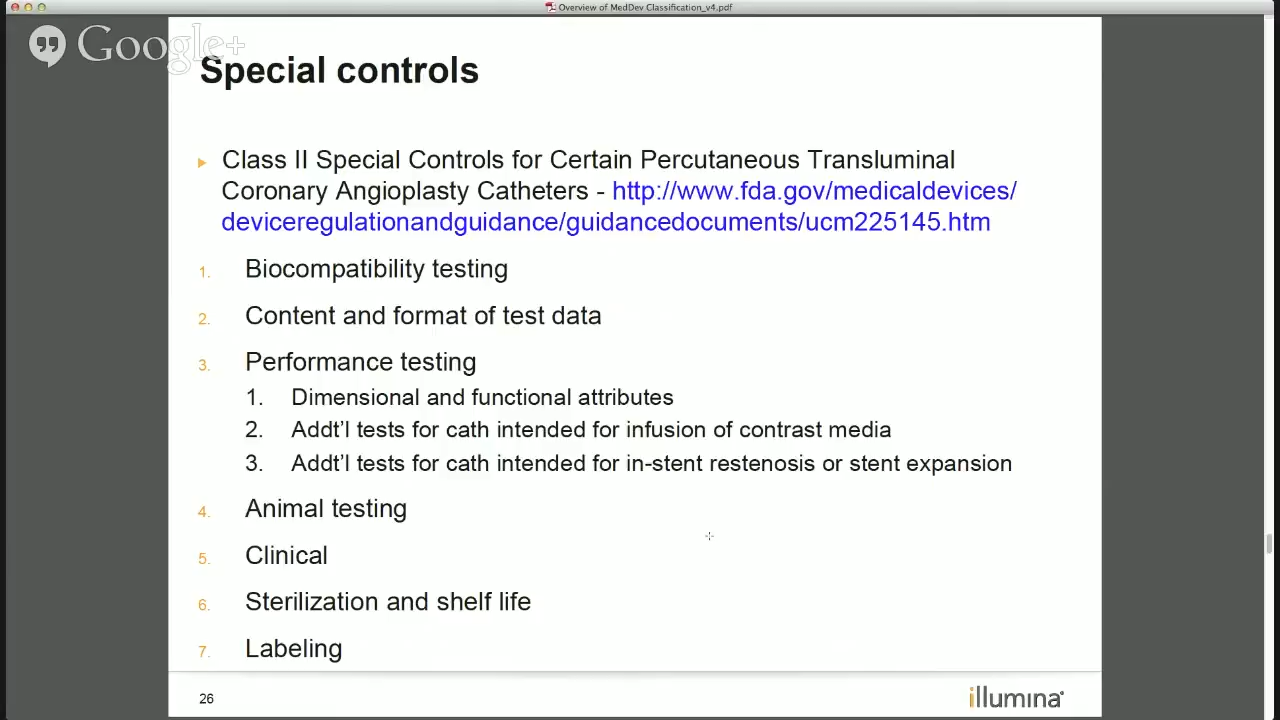 Overview of MedDev Classification_v4.pdf
Google+
Special controls
Class II Special Controls for Certain Percutaneous Transluminal
Coronary Angioplasty Catheters - http://www.fda.gov/medicaldevices/
deviceregulationandguidance/guidancedocuments/ucm225145.htm
1. Biocompatibility testing
2. Content and format of test data
3. Performance testing
1. Dimensional and functional attributes
2. Addt’l tests for cath intended for infusion of contrast media
3. Addt’l tests for cath intended for in-stent restenosis or stent expansion
4. Animal testing
5. Clinical
6. Sterilization and shelf life
7. Labeling
26
illumina